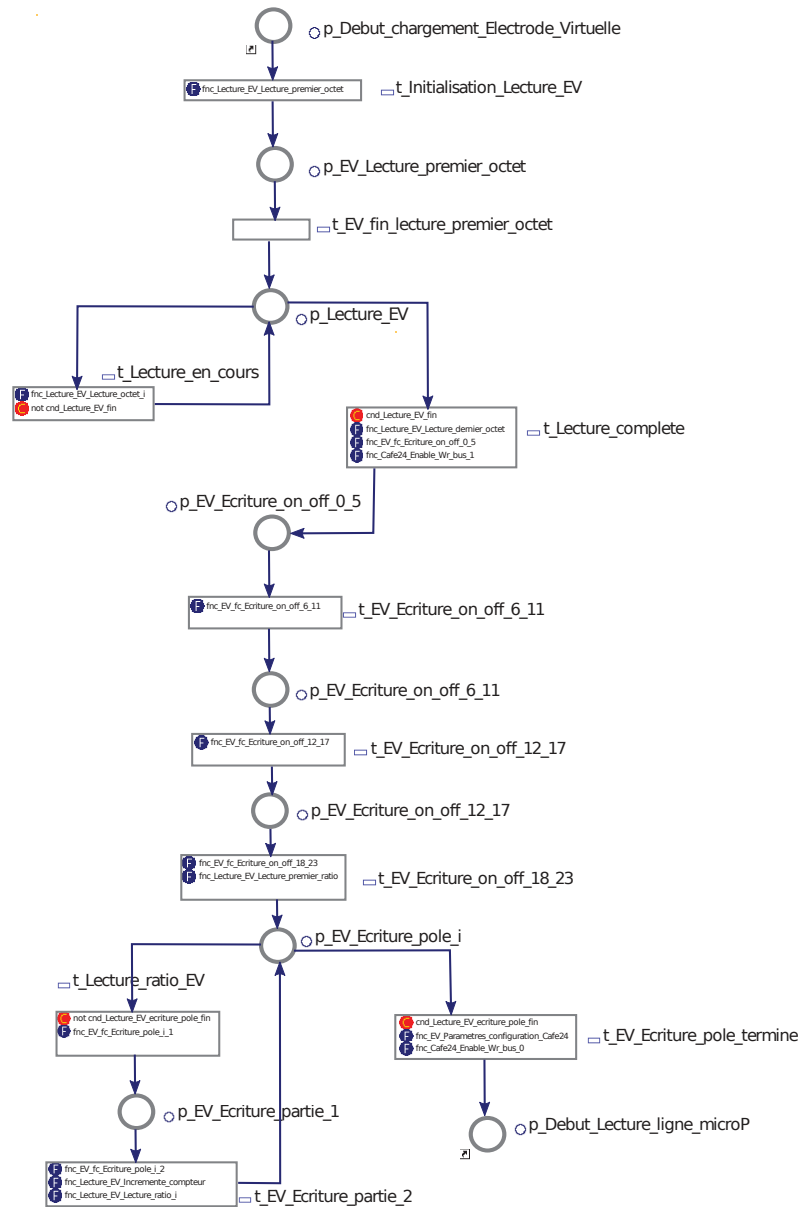 p_Debut_chargement_Electrode_Virtuelle
F fnc_Lecture_EV_Lecture_premier_octet
t_Initialisation_Lecture_EV
p_EV_Lecture_premier_octet
t_EV_fin_lecture_premier_octet
p_Lecture_EV
t_Lecture_en_cours
F fnc_Lecture_EV_Lecture_octet_i
C not cnd_Lecture_EV_fin
C cnd_Lecture_EV_fin
F fnc_Lecture_EV_Lecture_dernier_octet
F fnc_EV_fc_Ecriture_on_off_0_5
F fnc_Cafe24_Enable_Wr_bus_1
t_Lecture_complete
p_EV_Ecriture_on_off_0_5
F fnc_EV_fc_Ecriture_on_off_6_11
t_EV_Ecriture_on_off_6_11
p_EV_Ecriture_on_off_6_11
F fnc_EV_fc_Ecriture_on_off_12_17
t_EV_Ecriture_on_off_12_17
p_EV_Ecriture_on_off_12_17
F fnc_EV_fc_Ecriture_on_off_18_23
F fnc_Lecture_EV_Lecture_premier_ratio
t_EV_Ecriture_on_off_18_23
p_EV_Ecriture_pole_i
t_Lecture_ratio_EV
C not cnd_Lecture_EV_ecriture_pole_fin
F fnc_EV_fc_Ecriture_pole_i_1
C cnd_Lecture_EV_ecriture_pole_fin
F fnc_EV_Parametres_configuration_Cafe24
F fnc_Cafe24_Enable_Wr_bus_0
t_EV_Ecriture_pole_termine
p_EV_Ecriture_partie_1
p_Debut_Lecture_ligne_microP
F fnc_EV_fc_Ecriture_pole_i_2
F fnc_Lecture_EV_Incremente_compteur
F fnc_Lecture_EV_Lecture_ratio_i
t_EV_Ecriture_partie_2